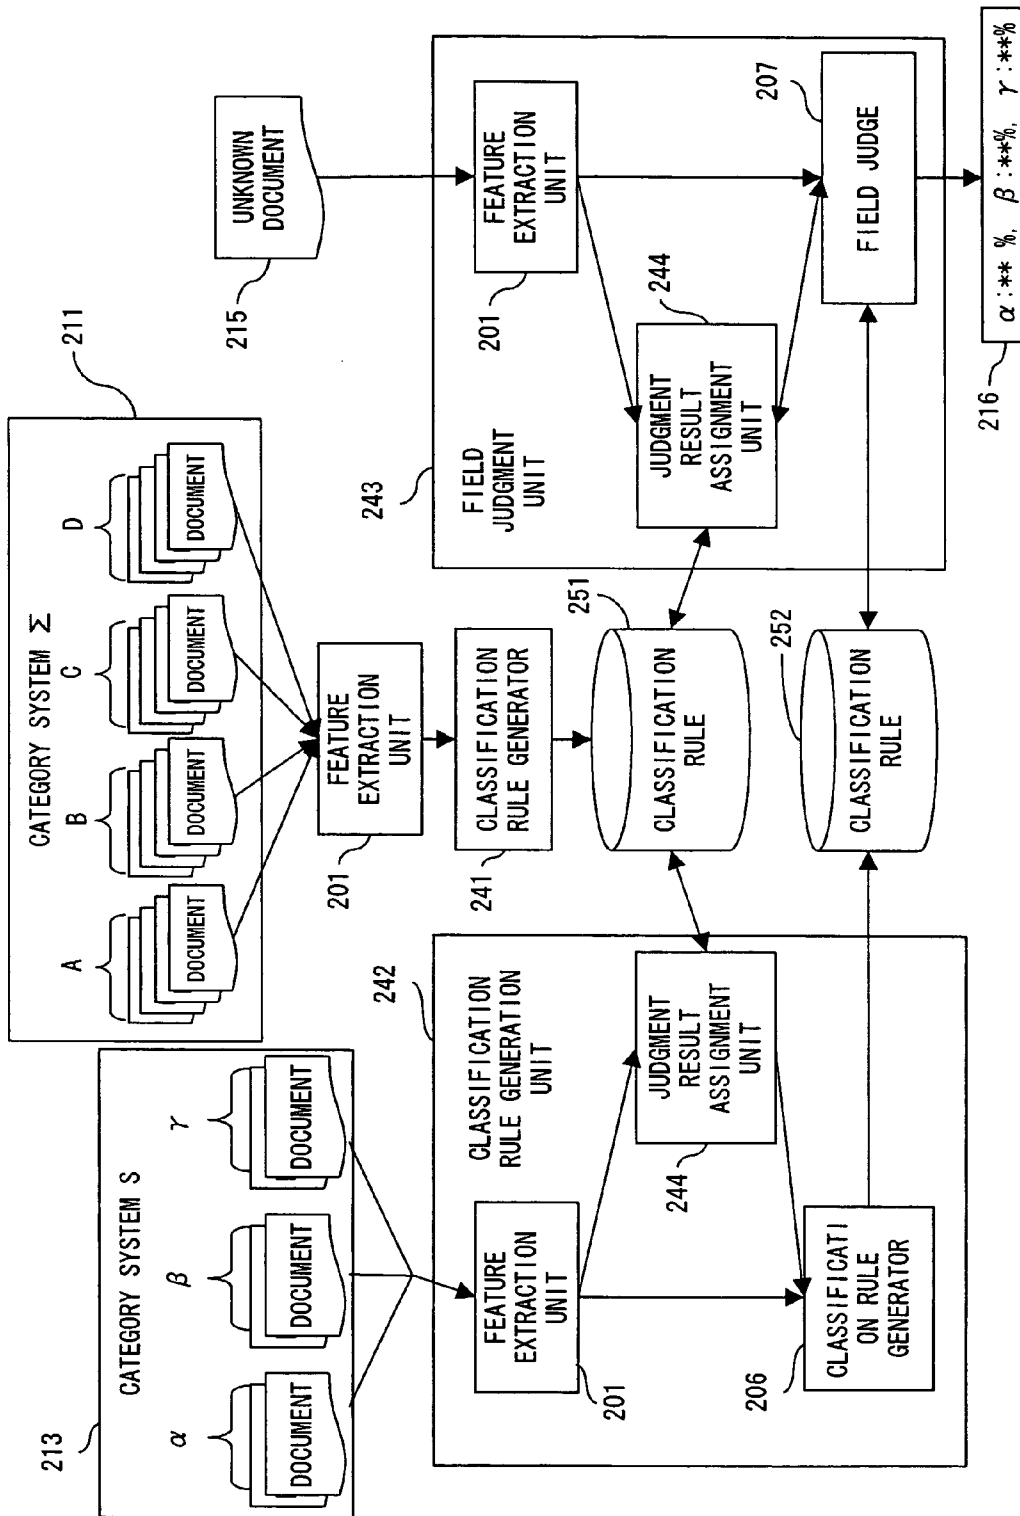 213
CATEGORY SYSTEM S
α
β
γ
DOCUMENT
DOCUMENT
DOCUMENT
CATEGORY SYSTEM Σ
211
A
B
C
D
DOCUMENT
DOCUMENT
DOCUMENT
DOCUMENT
215
UNKNOWN
DOCUMENT
FEATURE
EXTRACTION
UNIT
201
CLASSIFICATION
RULE GENERATOR
241
242
CLASSIFICATION
RULE GENERATION
UNIT
FEATURE
EXTRACTION
UNIT
201
JUDGMENT
RESULT
ASSIGNMENT
UNIT
244
206
CLASSIFICATI
ON RULE
GENERATOR
251
CLASSIFICATION
RULE
252
CLASSIFICATION
RULE
243
FIELD
JUDGMENT
UNIT
FEATURE
EXTRACTION
UNIT
201
244
JUDGMENT
RESULT
ASSIGNMENT
UNIT
207
FIELD JUDGE
216
α:** %, β:**%, γ:**%